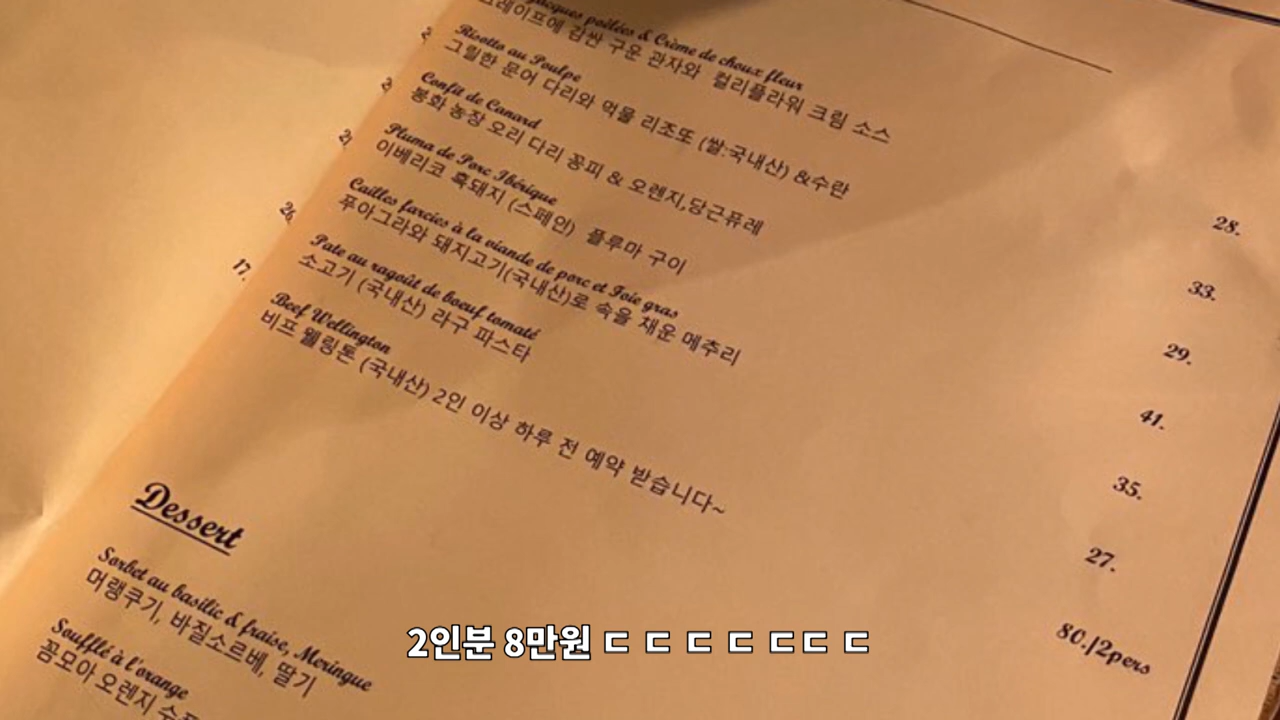 Jacques poêlées & Crème de choux fleur
크레이프에 감싼 구운 관자와 컬리플라워 크림 소스
28.
Risotto au Poulpe
그릴한 문어 다리와 먹물 리조또 (쌀:국내산) &수란
33.
Confit de Canard
봉화 농장 오리 다리 꽁피 & 오렌지,당근퓨레
29.
Pluma de Porc Ibérique
이베리코 흑돼지 (스페인) 플루마 구이
41.
Cailles farcies à la viande de porc et Foie gras
푸아그라와 돼지고기(국내산)로 속을 채운 메추리
35.
Pate au ragoût de boeuf tomaté
소고기 (국내산) 라구 파스타
27.
Beef Wellington
비프 웰링톤 (국내산) 2인 이상 하루 전 예약 받습니다~
80./2pers
17.
Dessert
Sorbet au basilic & fraise, Meringue
머랭쿠키, 바질소르베, 딸기
Soufflé à l'orange
꼼모아 오렌지
2인분 8만원 ㄷ ㄷ ㄷ ㄷ ㄷㄷ ㄷ